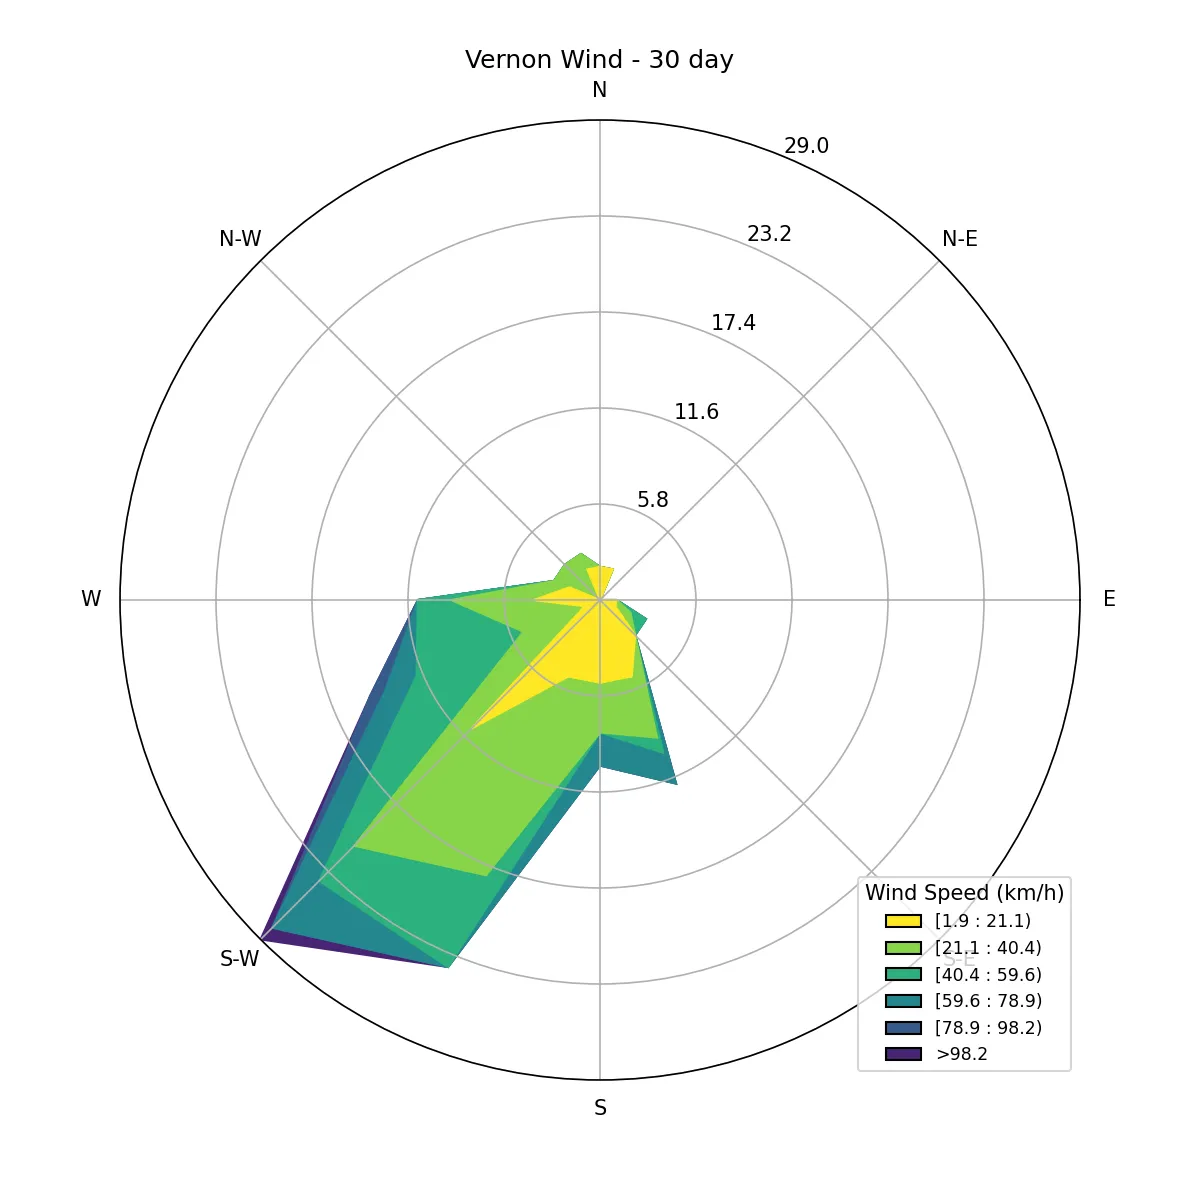 Vernon Wind - 30 day
N
29.0
N-W
23.2
N-E
17.4
11.6
5.8
W
E
Wind Speed (km/h)
[1.9 : 21.1)
[21.1 : 40.4)
S-W
S-E
[40.4 : 59.6)
[59.6 : 78.9)
[78.9 : 98.2)
>98.2
S